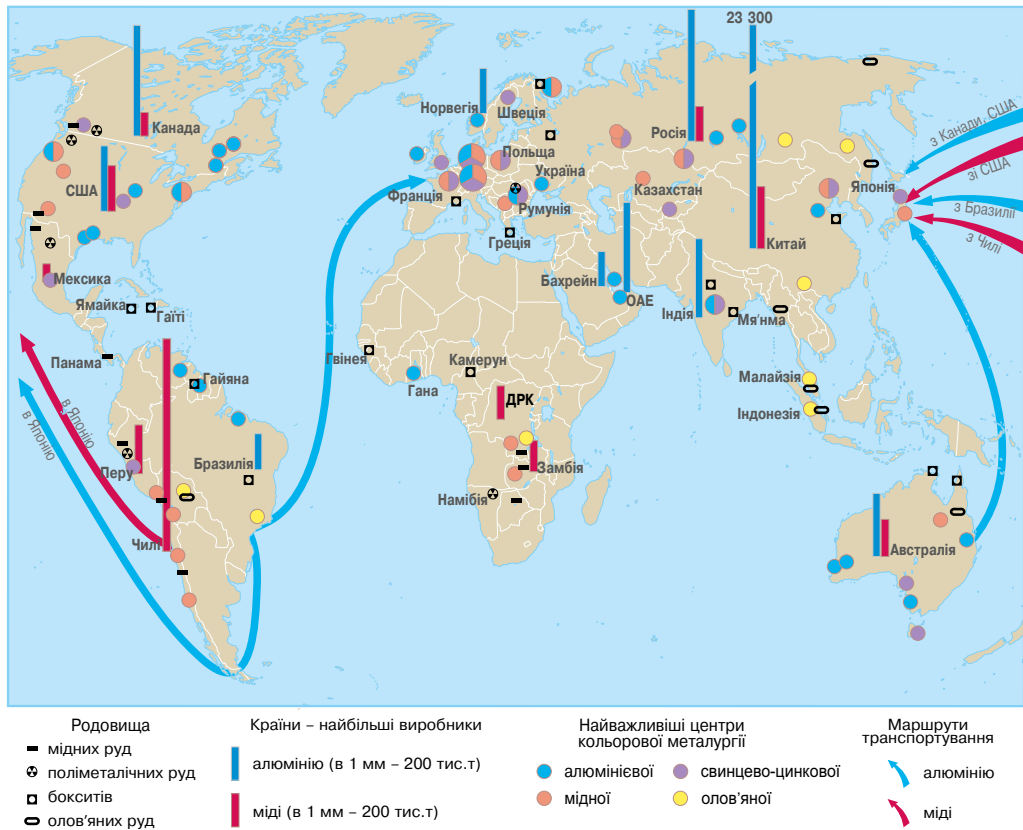 23 300
Норвегія
Швеція
Канада
Росія
з Канади, США
зі США
Польща
Україна
США
Казахстан
Японія
з Бразилії
Франція
Румунія
з Чилі
Греція
Китай
Мексика
Бахрейн
ОАЕ
Індія
М'янма
Ямайка
Гаїті
Панама
Гвінея
Камерун
Гайяна
Гана
Малайзія
ДРК
Індонезія
в Японію
в Японію
Бразилія
Перу
Замбія
Намібія
Чилі
Австралія
Родовища
мідних руд
поліметалічних руд
бокситів
олов'яних руд
Країни – найбільші виробники
алюмінію (в 1 мм – 200 тис.т)
міді (в 1 мм – 200 тис.т)
Найважливіші центри
кольорової металургії
алюмінієвої
свинцево-цинкової
мідної
олов'яної
Маршрути
транспортування
алюмінію
міді